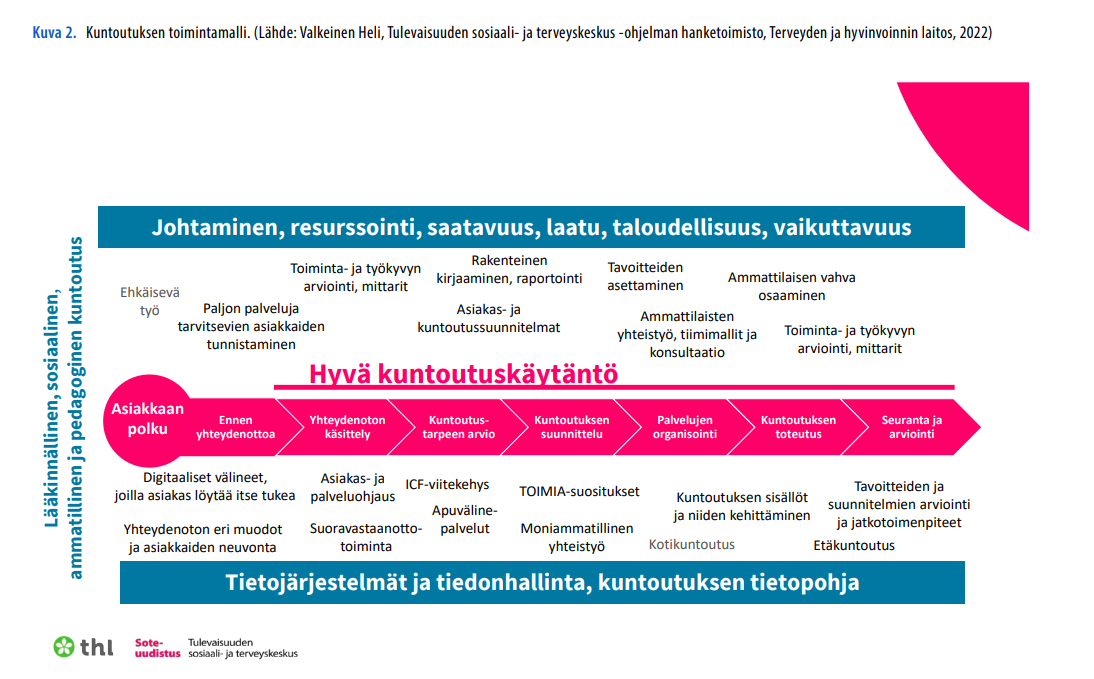 Kuva 2. Kuntoutuksen toimintamalli. (Lähde: Valkeinen Heli, Tulevaisuuden sosiaali- ja terveyskeskus -ohjelman hanketoimisto, Terveyden ja hyvinvoinnin laitos, 2022)
Johtaminen, resurssointi, saatavuus, laatu, taloudellisuus, vaikuttavuus
Lääkinnällinen, sosiaalinen,
ammatillinen ja pedagoginen kuntoutus
Ehkäisevä
työ
Paljon palveluja
tarvitsevien asiakkaiden
tunnistaminen
Toiminta- ja työkyvyn
arviointi, mittarit
Rakenteinen
kirjaaminen, raportointi
Asiakas- ja
kuntoutussuunnitelmat
Tavoitteiden
asettaminen
Ammattilaisten
yhteistyö, tiimimallit ja
konsultaatio
Ammattilaisen vahva
osaaminen
Toiminta- ja työkyvyn
arviointi, mittarit
Hyvä kuntoutuskäytäntö
Asiakkaan
polku
Ennen
yhteydenottoa
Yhteydenoton
käsittely
Kuntoutus-
tarpeen arvio
Kuntoutuksen
suunnittelu
Palvelujen
organisointi
Kuntoutuksen
toteutus
Seuranta ja
arviointi
Digitaaliset välineet,
joilla asiakas löytää itse tukea
Yhteydenoton eri muodot
ja asiakkaiden neuvonta
Asiakas- ja
palveluohjaus
Suoravastaanotto-
toiminta
ICF-viitekehys
Apuväline-
palvelut
TOIMIA-suositukset
Moniammatillinen
yhteistyö
Kuntoutuksen sisällöt
ja niiden kehittäminen
Kotikuntoutus
Tavoitteiden ja
suunnitelmien arviointi
ja jatkotoimenpiteet
Etäkuntoutus
Tietojärjestelmät ja tiedonhallinta, kuntoutuksen tietopohja
thl
Sote-
uudistus
Tulevaisuuden
sosiaali- ja terveyskeskus